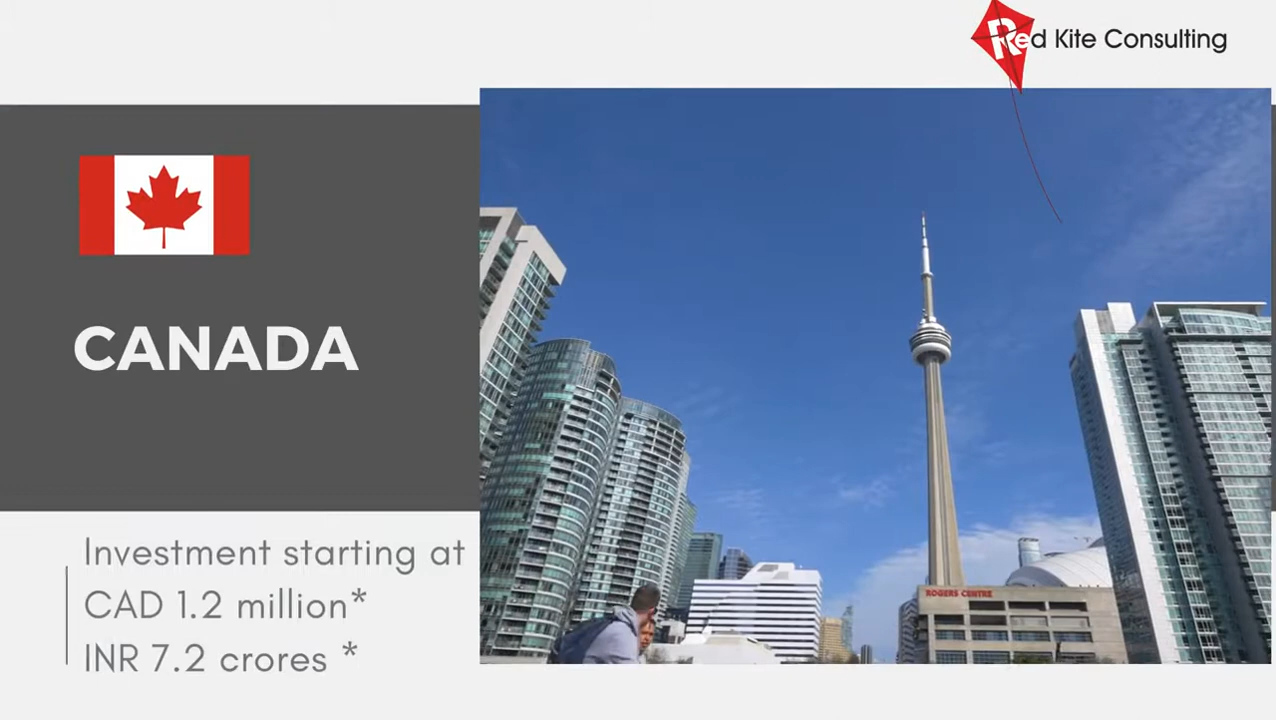 Red Kite Consulting
CANADA
Investment starting at
CAD 1.2 million*
INR 7.2 crores *
ROGERS CENTRE